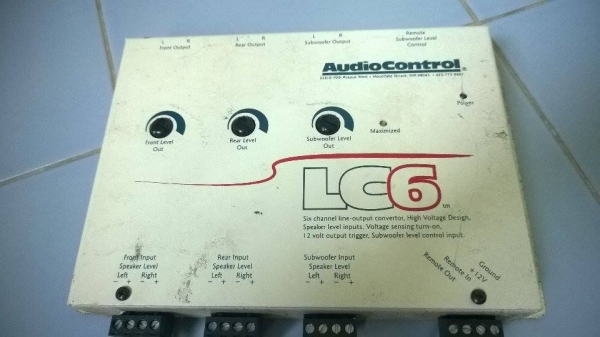 L R
Front Output
L R
Rear Output
L R
Subwoofer Output
Remote
Subwoofer Level
Control
AudioControl®
Power
Front Level
Out
Rear Level
Out
Subwoofer Level
Out
Maximized
LC6 tm
Six channel line-output convertor, High Voltage Design,
Speaker level inputs, Voltage sensing turn-on,
12 volt output trigger, Subwoofer level control input.
Front Input
Speaker Level
Left Right
- + - +
Rear Input
Speaker Level
Left Right
- + - +
Subwoofer Input
Speaker Level
Left Right
- + - +
Ground
+12V
Remote In
Remote Out